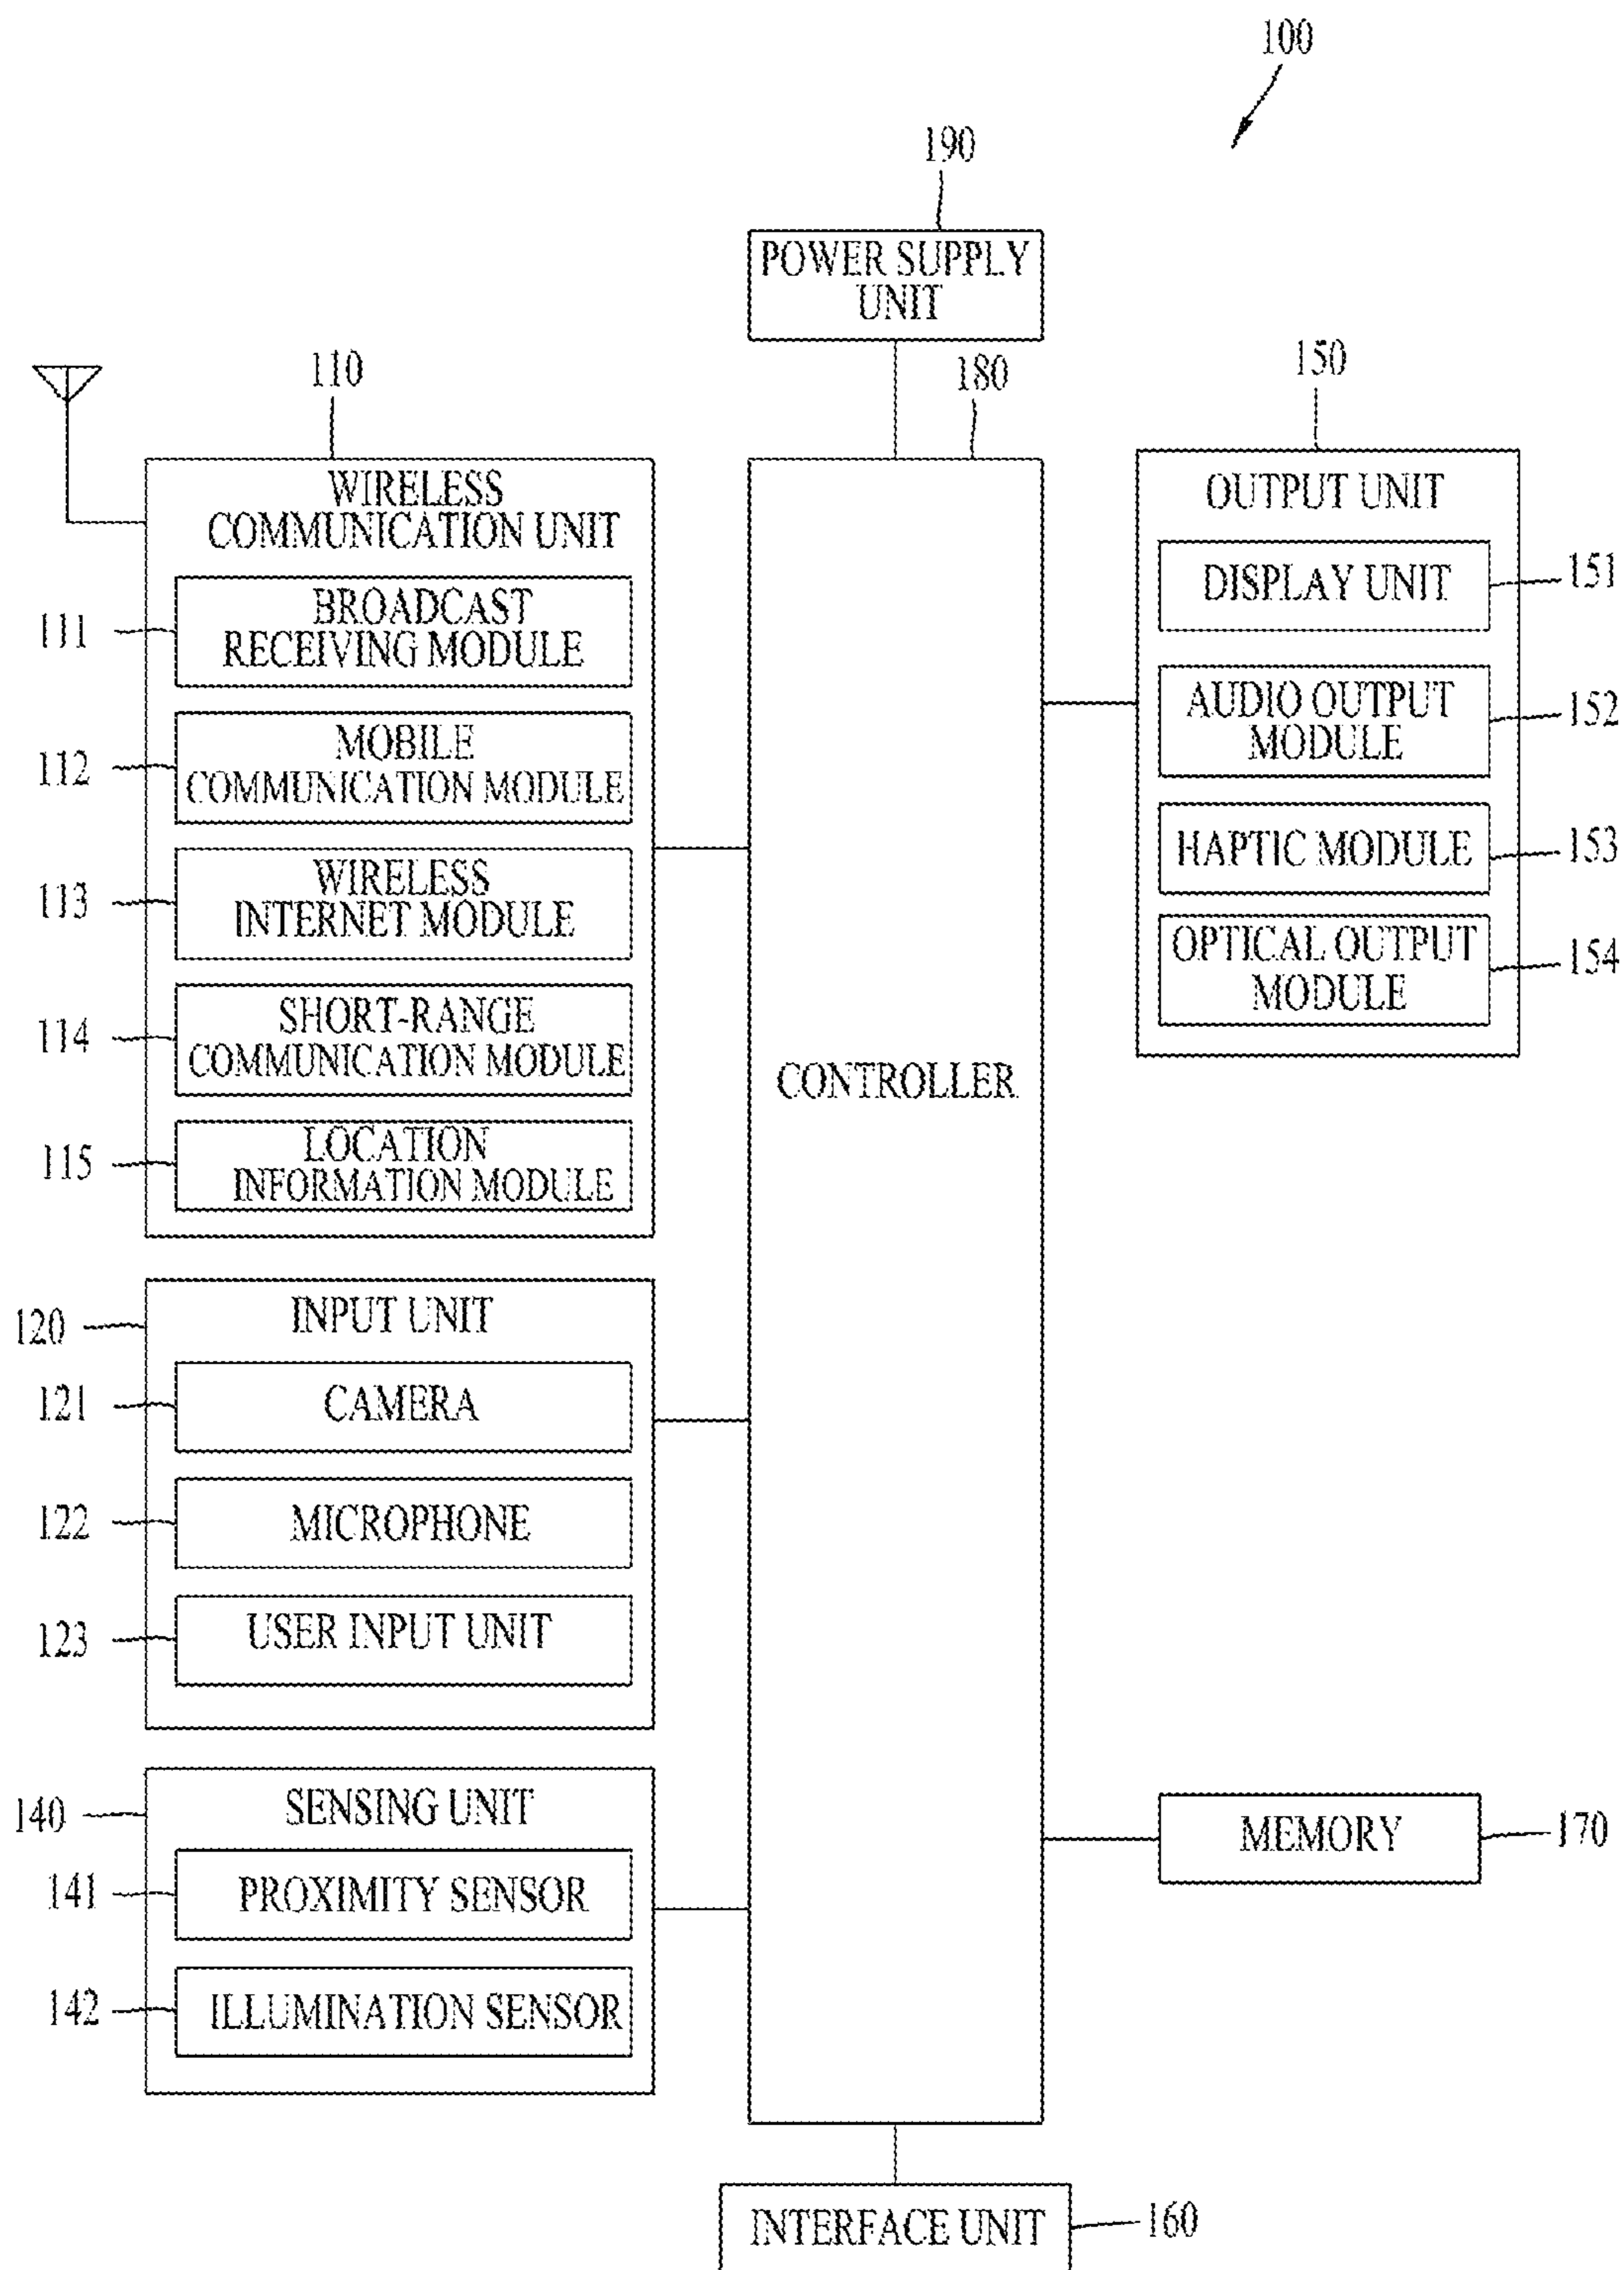 100
190
POWER SUPPLY
UNIT
110
180
150
WIRELESS
COMMUNICATION UNIT
OUTPUT UNIT
BROADCAST
RECEIVING MODULE
111
DISPLAY UNIT
151
MOBILE
COMMUNICATION MODULE
112
AUDIO OUTPUT
MODULE
152
WIRELESS
INTERNET MODULE
113
HAPTIC MODULE
153
OPTICAL OUTPUT
MODULE
154
SHORT-RANGE
COMMUNICATION MODULE
114
CONTROLLER
LOCATION
INFORMATION MODULE
115
INPUT UNIT
120
CAMERA
121
MICROPHONE
122
USER INPUT UNIT
123
SENSING UNIT
140
MEMORY
170
PROXIMITY SENSOR
141
ILLUMINATION SENSOR
142
INTERFACE UNIT
160